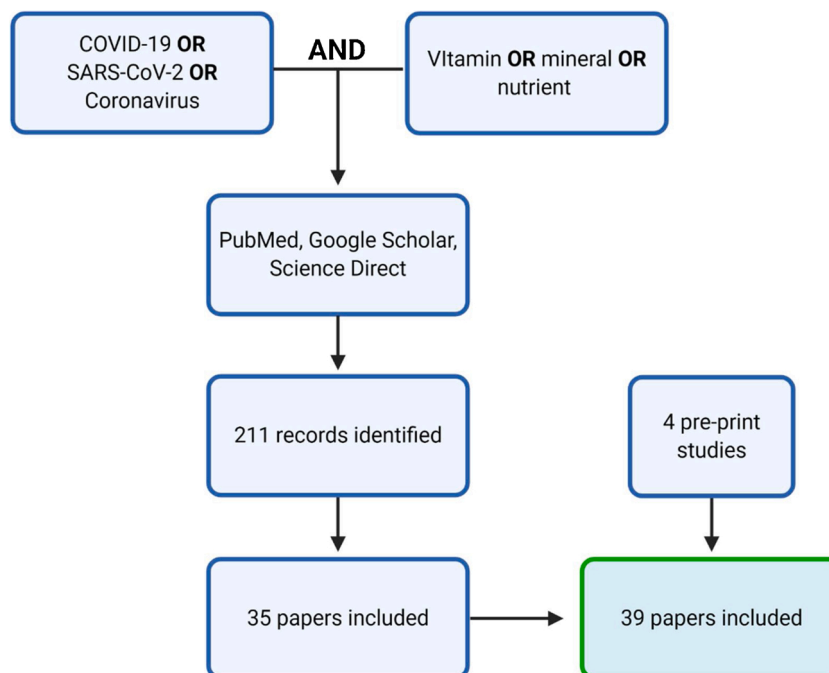 COVID-19 OR
SARS-CoV-2 OR
Coronavirus
AND
VItamin OR mineral OR
nutrient
PubMed, Google Scholar,
Science Direct
211 records identified
4 pre-print
studies
35 papers included
39 papers included